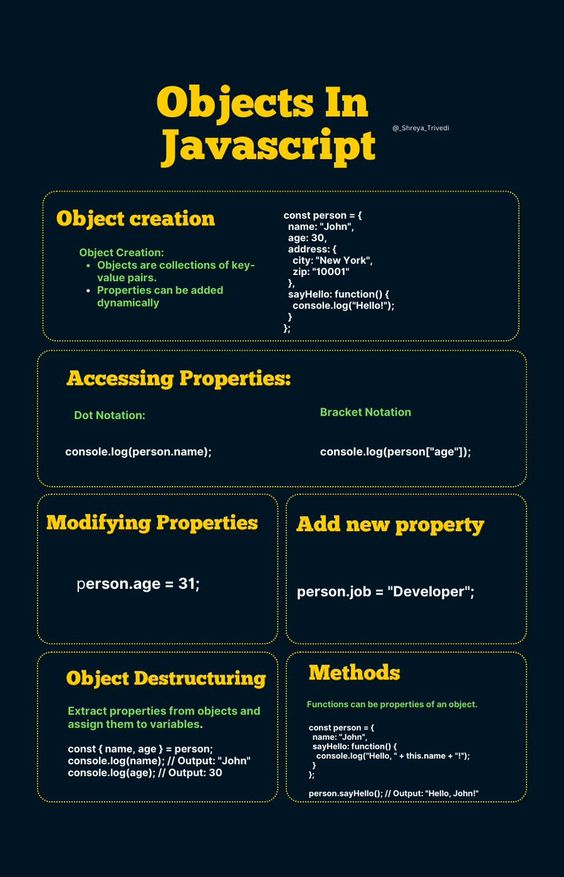 Objects In
Javascript
@_Shreya_Trivedi
Object creation
Object Creation:
• Objects are collections of key-
value pairs.
• Properties can be added
dynamically
const person = {
  name: "John",
  age: 30,
  address: {
    city: "New York",
    zip: "10001"
  },
  sayHello: function() {
    console.log("Hello!");
  }
};
Accessing Properties:
Dot Notation:
console.log(person.name);
Bracket Notation
console.log(person["age"]);
Modifying Properties
person.age = 31;
Add new property
person.job = "Developer";
Object Destructuring
Extract properties from objects and
assign them to variables.
const { name, age } = person;
console.log(name); // Output: "John"
console.log(age); // Output: 30
Methods
Functions can be properties of an object.
const person = {
  name: "John",
  sayHello: function() {
    console.log("Hello, " + this.name + "!");
  }
};
person.sayHello(); // Output: "Hello, John!"